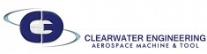 CLEARWATER ENGINEERING
AEROSPACE MACHINE & TOOL